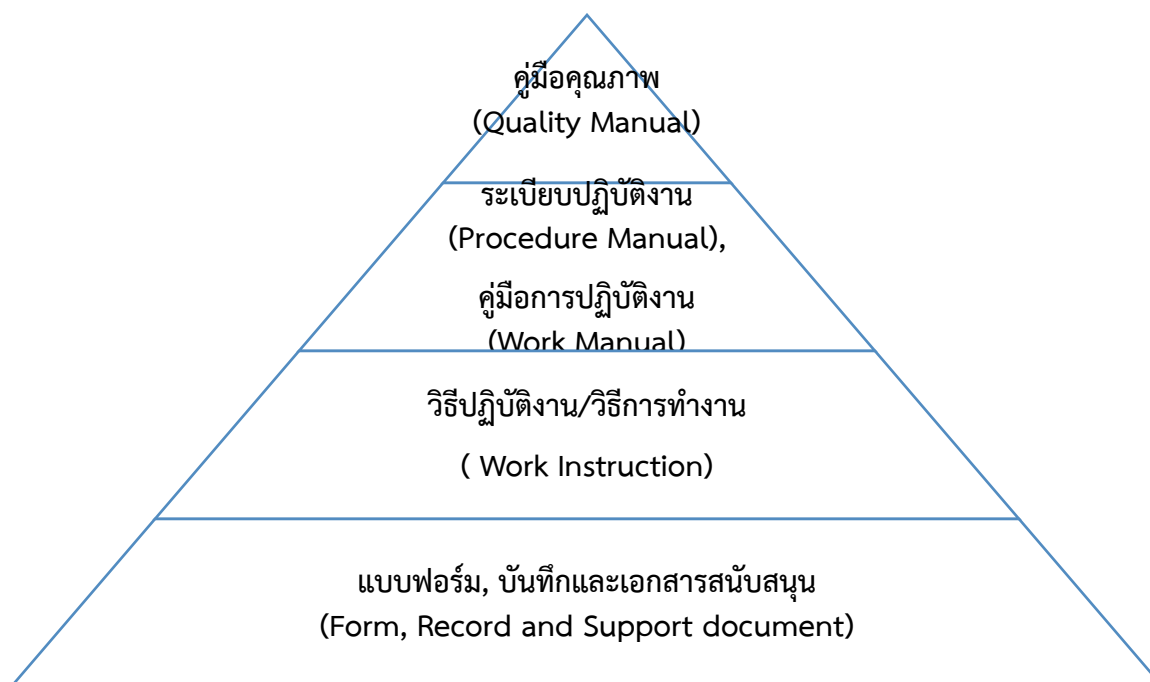 คู่มือคุณภาพ
(Quality Manual)
ระเบียบปฏิบัติงาน
(Procedure Manual),
คู่มือการปฏิบัติงาน
(Work Manual)
วิธีปฏิบัติงาน/วิธีการทำงาน
( Work Instruction)
แบบฟอร์ม, บันทึกและเอกสารสนับสนุน
(Form, Record and Support document)